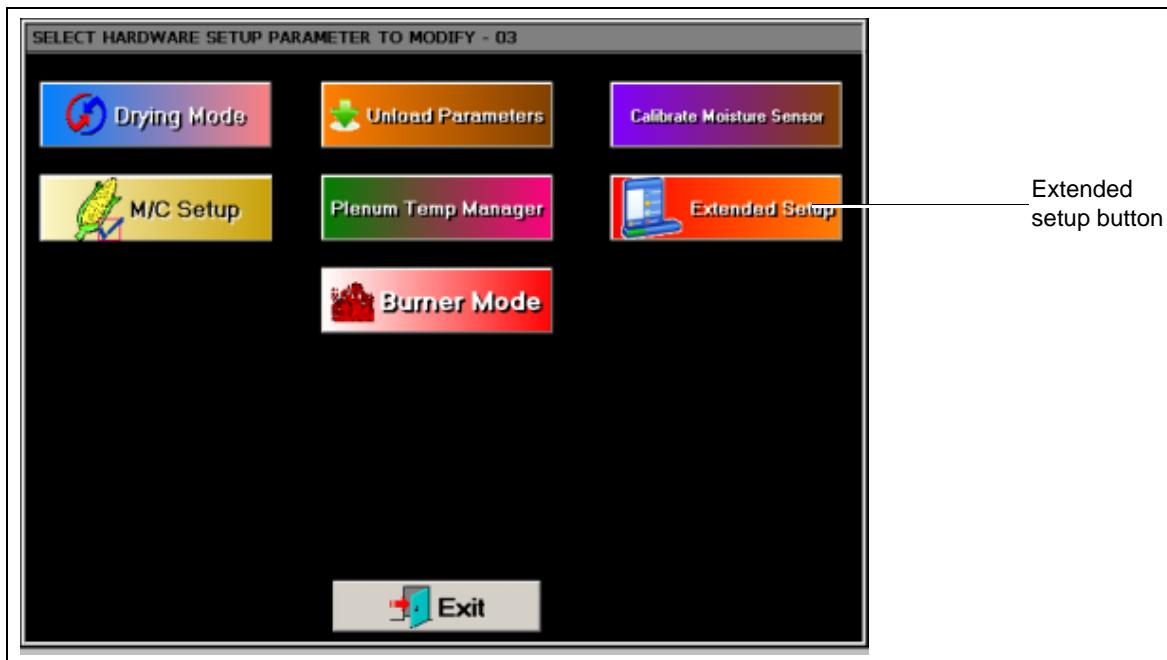 SELECT HARDWARE SETUP PARAMETER TO MODIFY - 03
Drying Mode
Unload Parameters
Calibrate Moisture Sensor
M/C Setup
Plenum Temp Manager
Extended Setup
Extended
setup button
Burner Mode
Exit